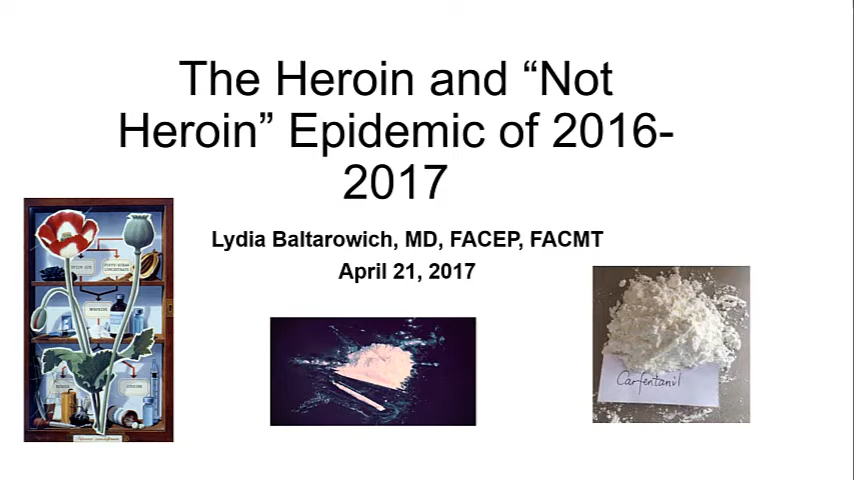 The Heroin and “Not
Heroin” Epidemic of 2016-
2017
Lydia Baltarowich, MD, FACEP, FACMT
April 21, 2017
Carfentanil